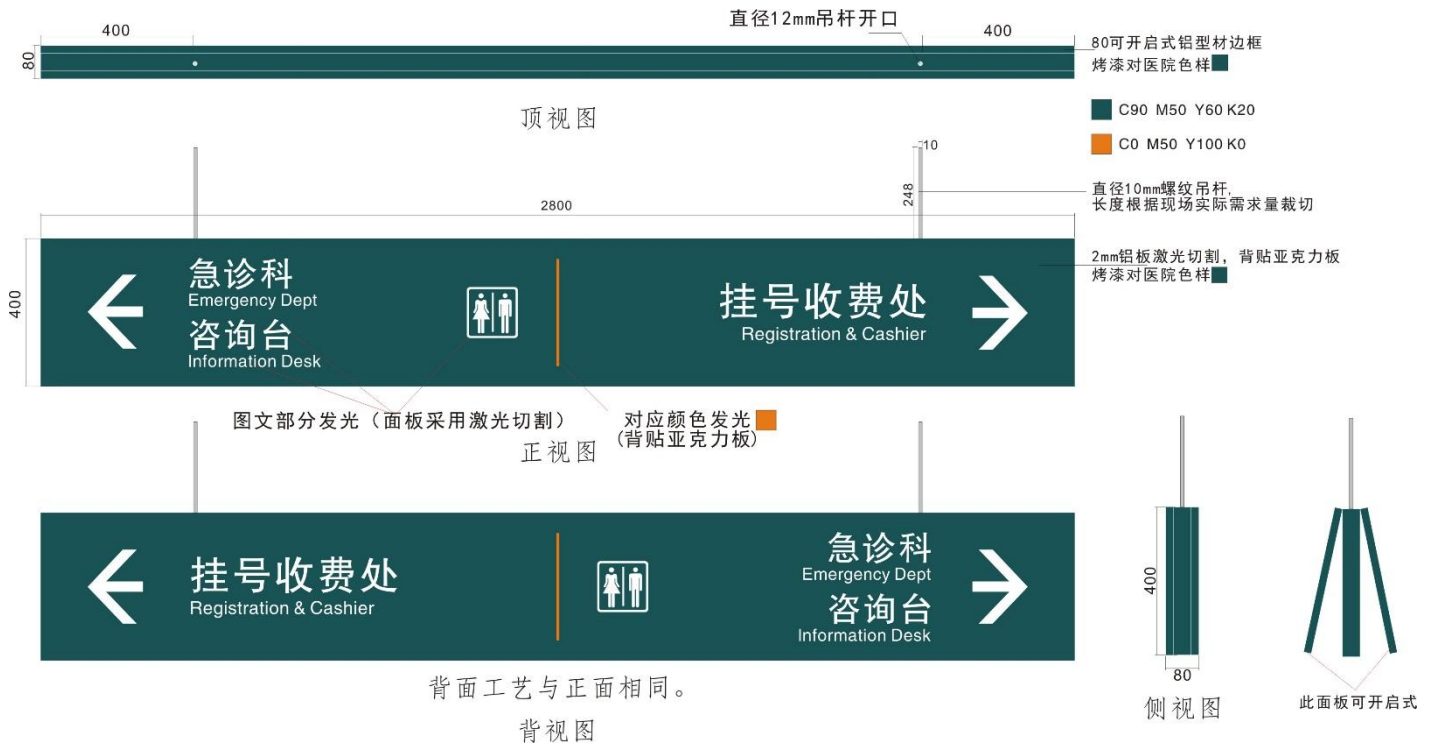 直径12mm吊杆开口
400
400
80
80可开启式铝型材边框
烤漆对医院色样
顶视图
C90 M50 Y60 K20
C0 M50 Y100 K0
10
248
直径10mm螺纹吊杆,
长度根据现场实际需求量裁切
2800
400
急诊科
Emergency Dept
咨询台
Information Desk
挂号收费处
Registration & Cashier
2mm铝板激光切割，背贴亚克力板
烤漆对医院色样
图文部分发光（面板采用激光切割）
对应颜色发光
(背贴亚克力板)
正视图
挂号收费处
Registration & Cashier
急诊科
Emergency Dept
咨询台
Information Desk
背面工艺与正面相同。
背视图
400
80
侧视图
此面板可开启式